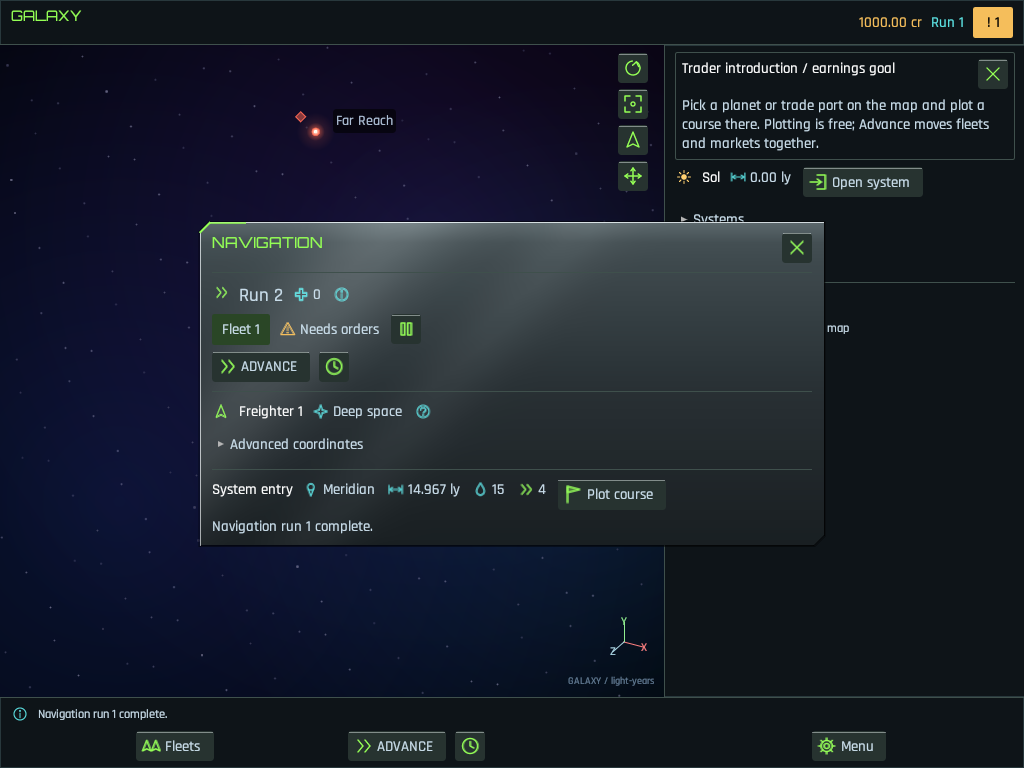 GALAXY
1000.00 cr Run 1 ! 1
Far Reach
Trader introduction / earnings goal
Pick a planet or trade port on the map and plot a
course there. Plotting is free; Advance moves fleets
and markets together.
Sol 0.00 ly Open system
Systems
map
NAVIGATION
Run 2 0
Fleet 1 Needs orders
ADVANCE
Freighter 1 Deep space
Advanced coordinates
System entry Meridian 14.967 ly 15 4 Plot course
Navigation run 1 complete.
Y
X
Z
GALAXY / light-years
Navigation run 1 complete.
Fleets ADVANCE Menu